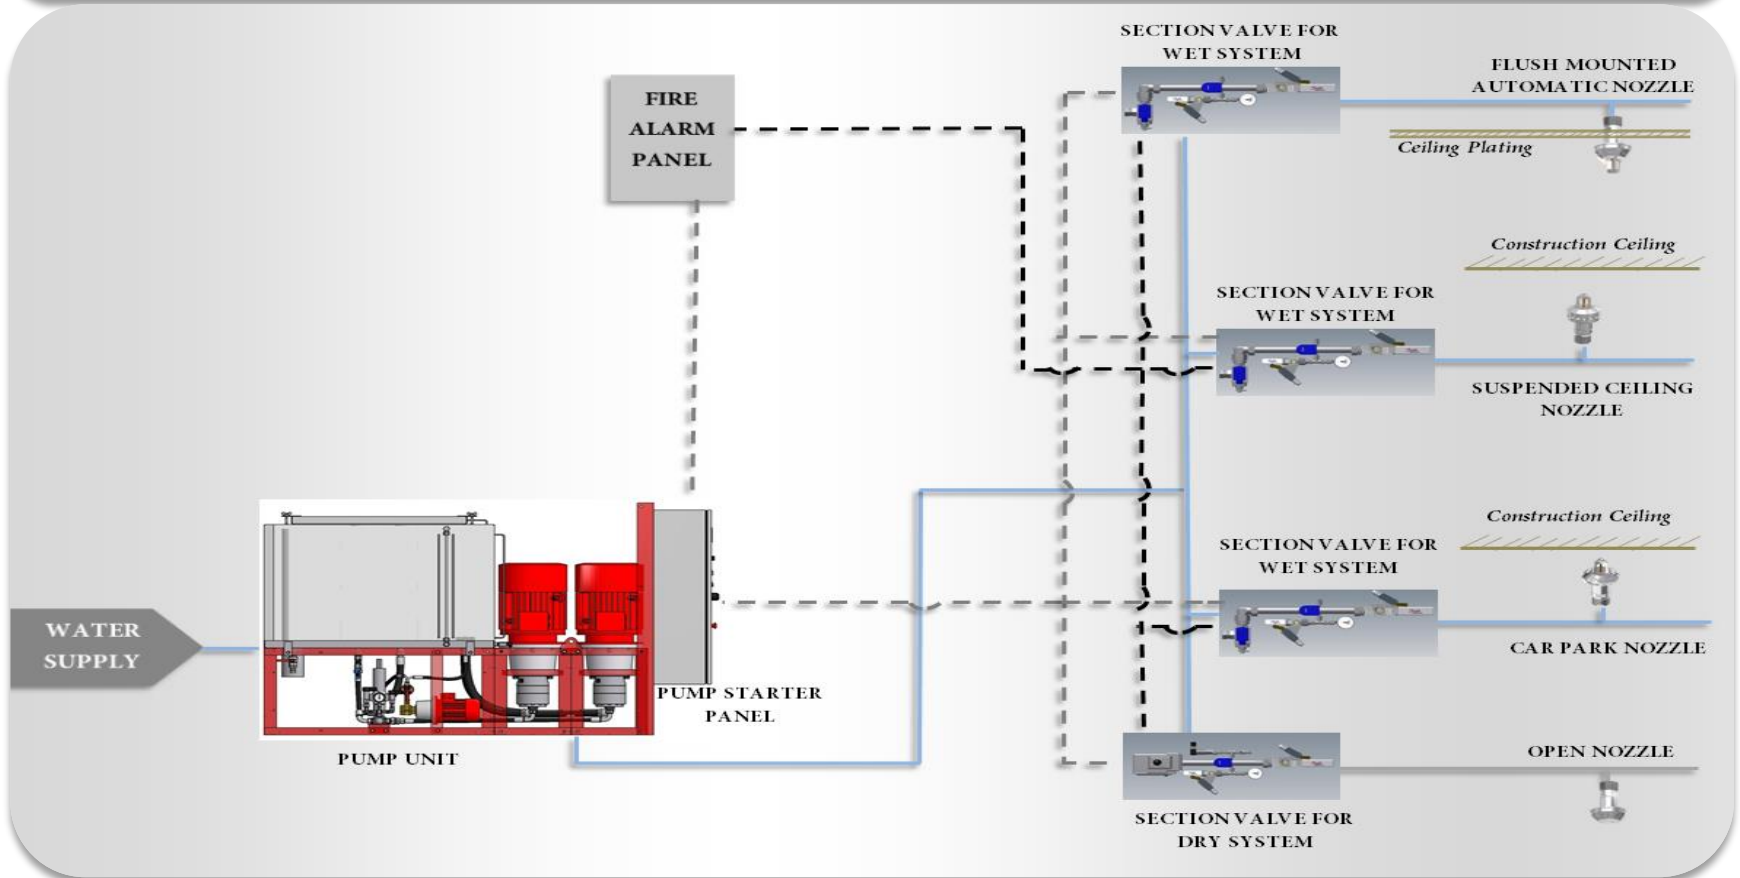 SECTION VALVE FOR
WET SYSTEM
FLUSH MOUNTED
AUTOMATIC NOZZLE
Ceiling Plating
FIRE
ALARM
PANEL
Construction Ceiling
SECTION VALVE FOR
WET SYSTEM
SUSPENDED CEILING
NOZZLE
Construction Ceiling
SECTION VALVE FOR
WET SYSTEM
CAR PARK NOZZLE
WATER
SUPPLY
PUMP STARTER
PANEL
PUMP UNIT
OPEN NOZZLE
SECTION VALVE FOR
DRY SYSTEM